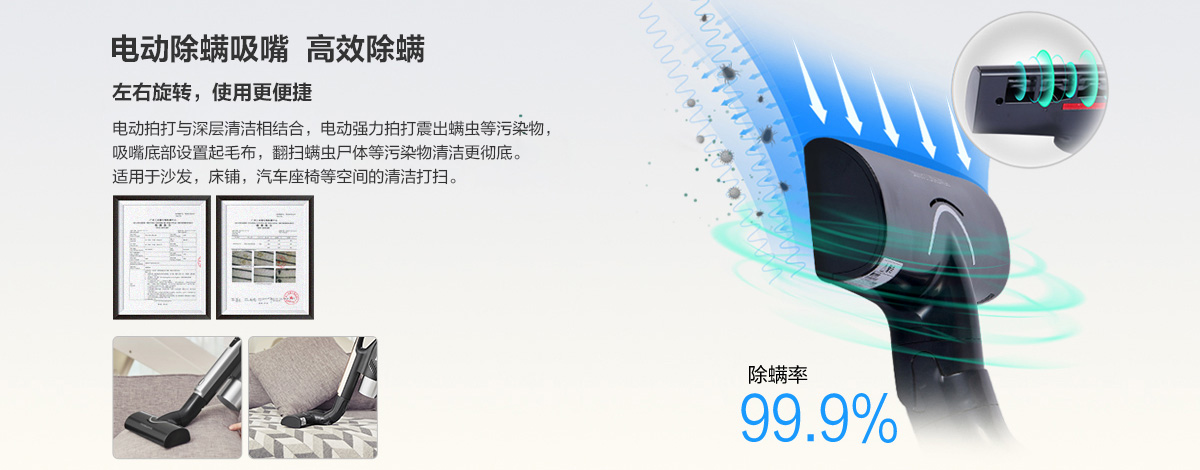 电动除螨吸嘴 高效除螨
左右旋转，使用更便捷
电动拍打与深层清洁相结合，电动强力拍打震出螨虫等污染物，
吸嘴底部设置起毛布，翻扫螨虫尸体等污染物清洁更彻底。
适用于沙发，床铺，汽车座椅等空间的清洁打扫。
除螨率
99.9%